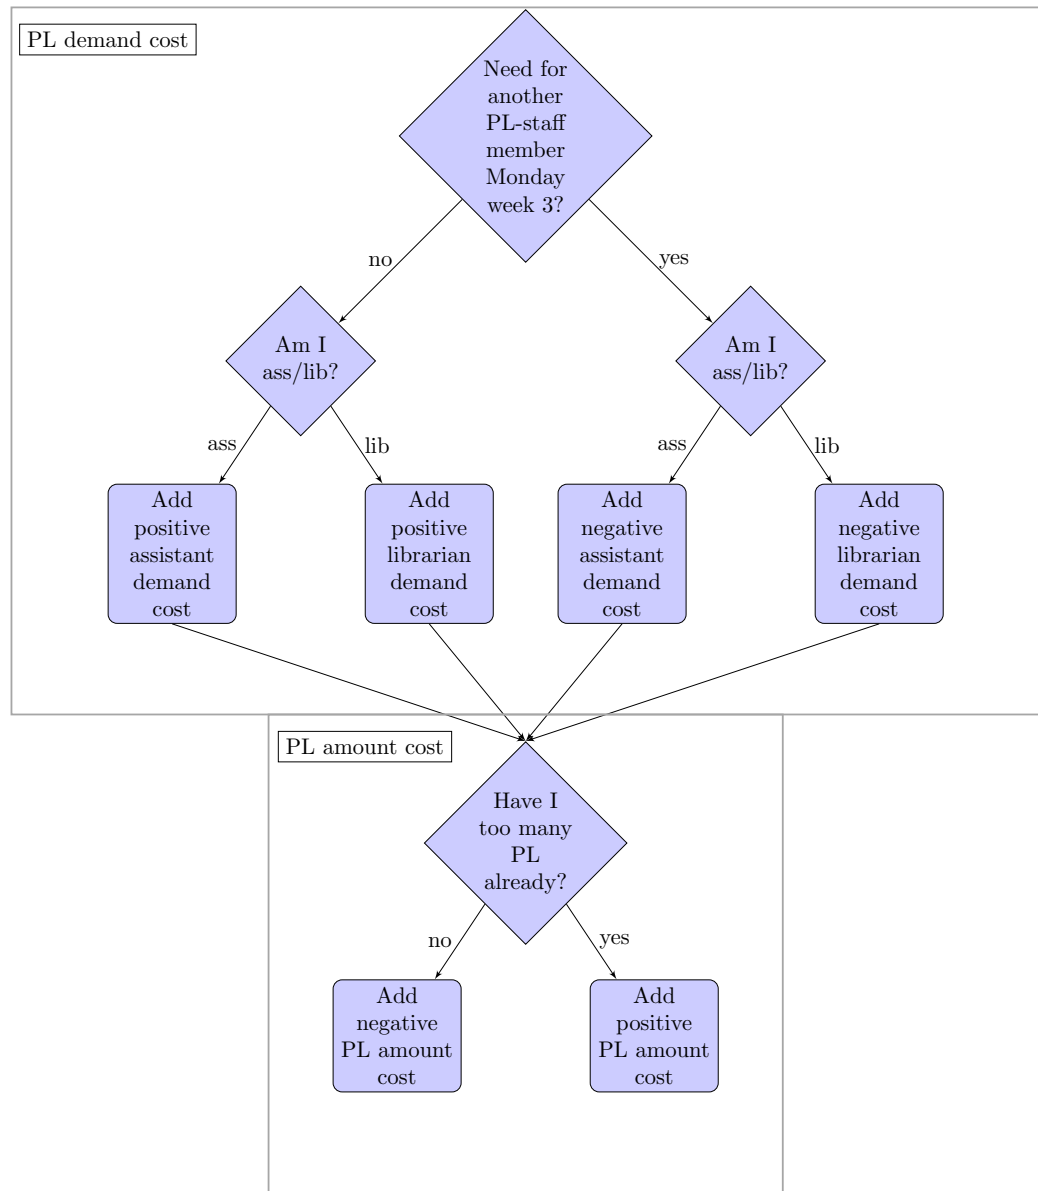 PL demand cost
Need for
another
PL-staff
member
Monday
week 3?
no
yes
Am I
ass/lib?
Am I
ass/lib?
ass
lib
ass
lib
Add
positive
assistant
demand
cost
Add
positive
librarian
demand
cost
Add
negative
assistant
demand
cost
Add
negative
librarian
demand
cost
PL amount cost
Have I
too many
PL
already?
no
yes
Add
negative
PL amount
cost
Add
positive
PL amount
cost